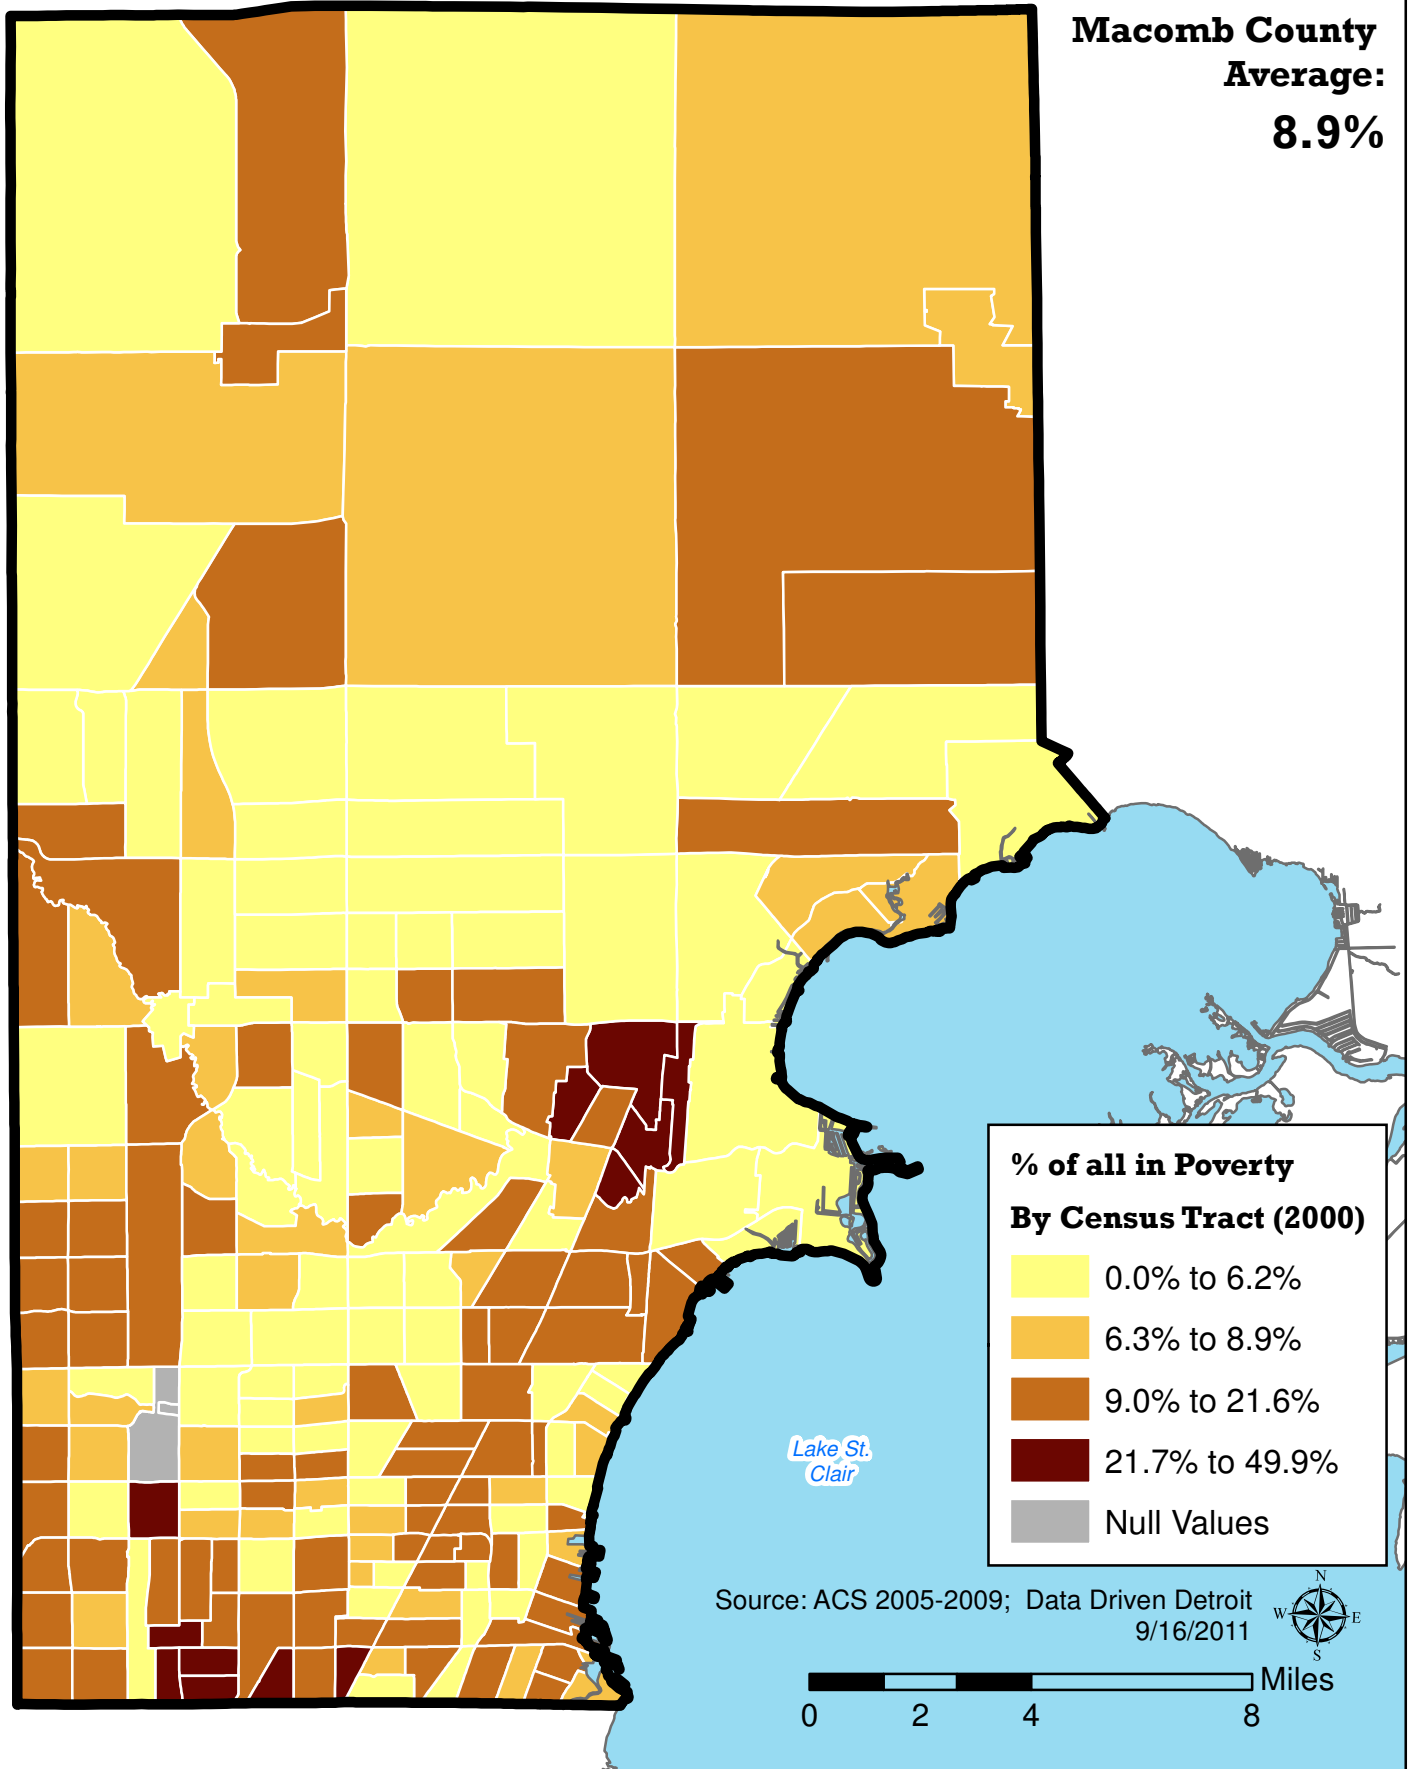 Macomb County
Average:
8.9%
% of all in Poverty
By Census Tract (2000)
0.0% to 6.2%
6.3% to 8.9%
9.0% to 21.6%
21.7% to 49.9%
Null Values
Lake St.
Clair
Source: ACS 2005-2009; Data Driven Detroit
9/16/2011
N
W E
S
Miles
0 2 4 8